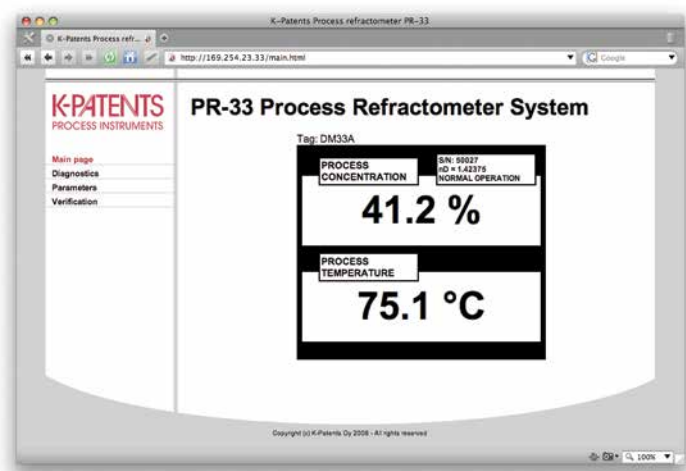 K-Patents Process refractometer PR-33
K-Patents Process refr...
http://169.254.23.33/main.html
Google
K-PATENTS
PROCESS INSTRUMENTS
Main page
Diagnostics
Parameters
Verification
PR-33 Process Refractometer System
Tag: DM33A
PROCESS
CONCENTRATION
S/N: 50027
nD = 1.42375
NORMAL OPERATION
41.2 %
PROCESS
TEMPERATURE
75.1 °C
Copyright (c) K-Patents Oy 2008 - All rights reserved
100%